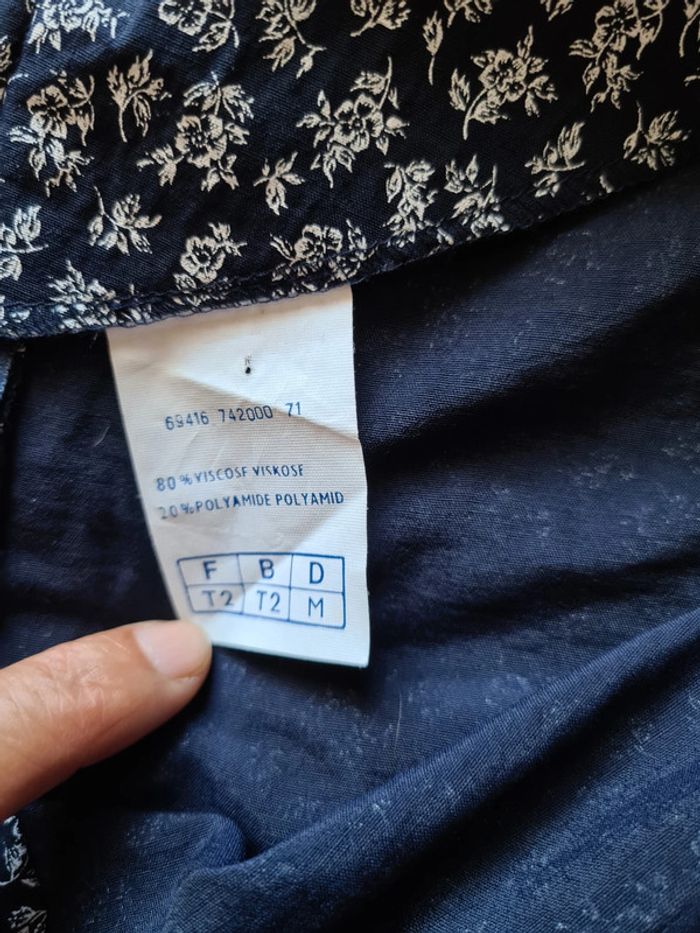 69416 742000 71
80% VISCOSE VISKOSE
20% POLYAMIDE POLYAMID
F B D
T2 T2 M